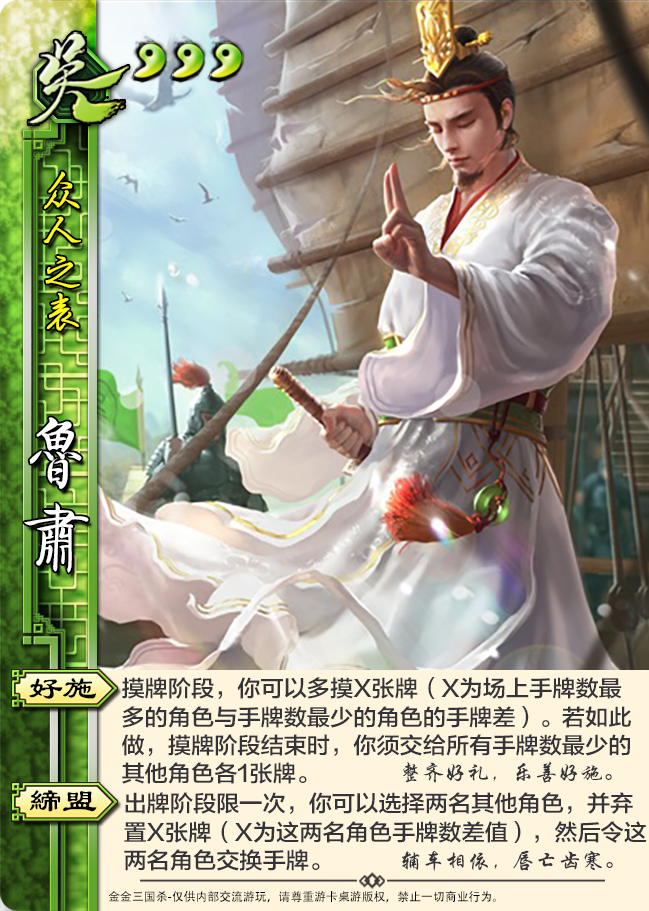 吴
众人之表
魯肅
好施
摸牌阶段，你可以多摸X张牌（X为场上手牌数最
多的角色与手牌数最少的角色的手牌差）。若如此
做，摸牌阶段结束时，你须交给所有手牌数最少的
其他角色各1张牌。 整齐好礼，乐善好施。
締盟
出牌阶段限一次，你可以选择两名其他角色，并弃
置X张牌（X为这两名角色手牌数差值），然后令这
两名角色交换手牌。 辅车相依，唇亡齿寒。
金金三国杀-仅供内部交流游玩，请尊重游卡桌游版权，禁止一切商业行为。